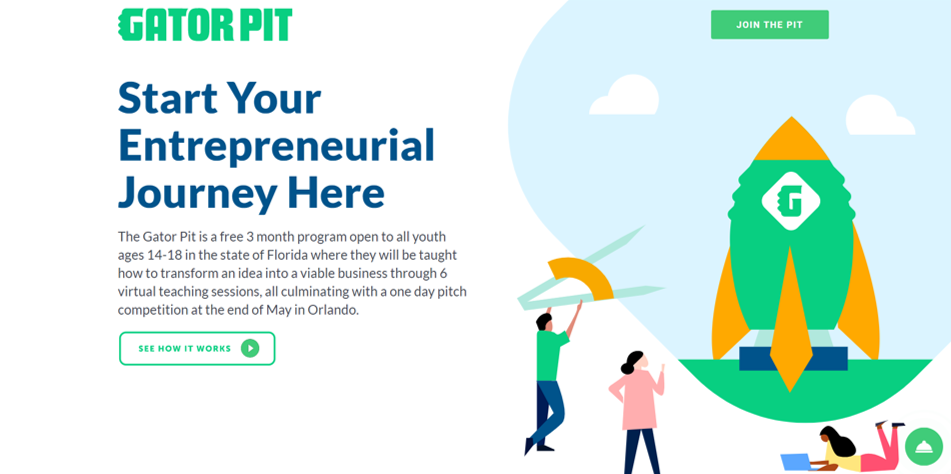 GATOR PIT
JOIN THE PIT
Start Your
Entrepreneurial
Journey Here
The Gator Pit is a free 3 month program open to all youth
ages 14-18 in the state of Florida where they will be taught
how to transform an idea into a viable business through 6
virtual teaching sessions, all culminating with a one day pitch
competition at the end of May in Orlando.
SEE HOW IT WORKS
G